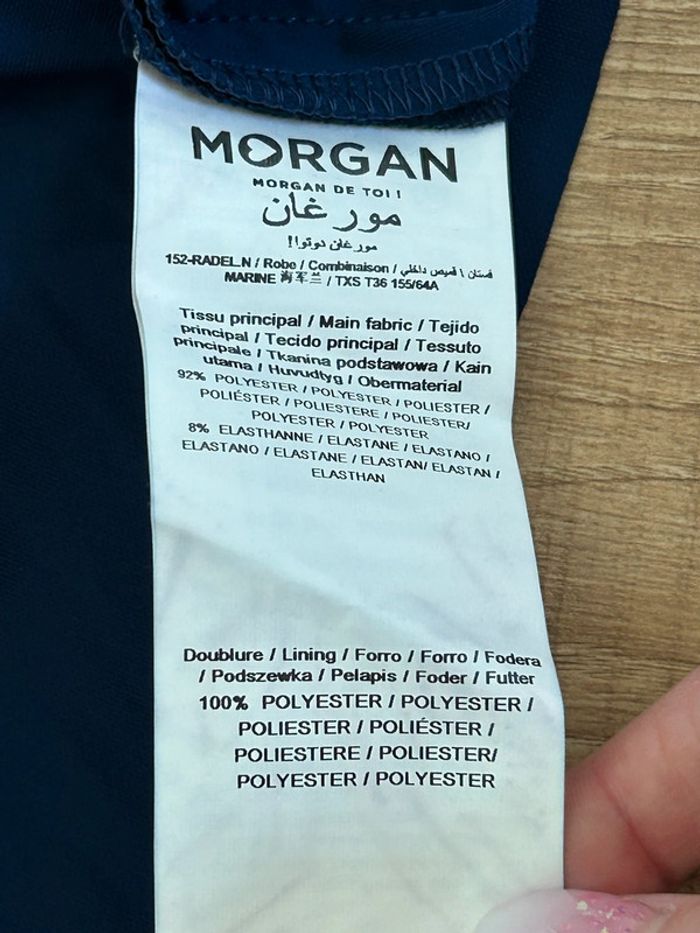 MORGAN
MORGAN DE TOI !
مورغان
مورغان دوتوا!
152-RADEL.N / Robe / Combinaison / فستان \ قميص داخلي
MARINE 海军兰 / TXS T36 155/64A
Tissu principal / Main fabric / Tejido
principal / Tecido principal / Tessuto
principale / Tkanina podstawowa / Kain
utama / Huvudtyg / Obermaterial
92% POLYESTER / POLYESTER / POLIESTER /
POLIÉSTER / POLIESTERE / POLIESTER/
POLYESTER / POLYESTER
8% ELASTHANNE / ELASTANE / ELASTANO /
ELASTANO / ELASTANE / ELASTAN/ ELASTAN /
ELASTHAN
Doublure / Lining / Forro / Forro / Fodera
/ Podszewka / Pelapis / Foder / Futter
100% POLYESTER / POLYESTER /
POLIESTER / POLIÉSTER /
POLIESTERE / POLIESTER/
POLYESTER / POLYESTER